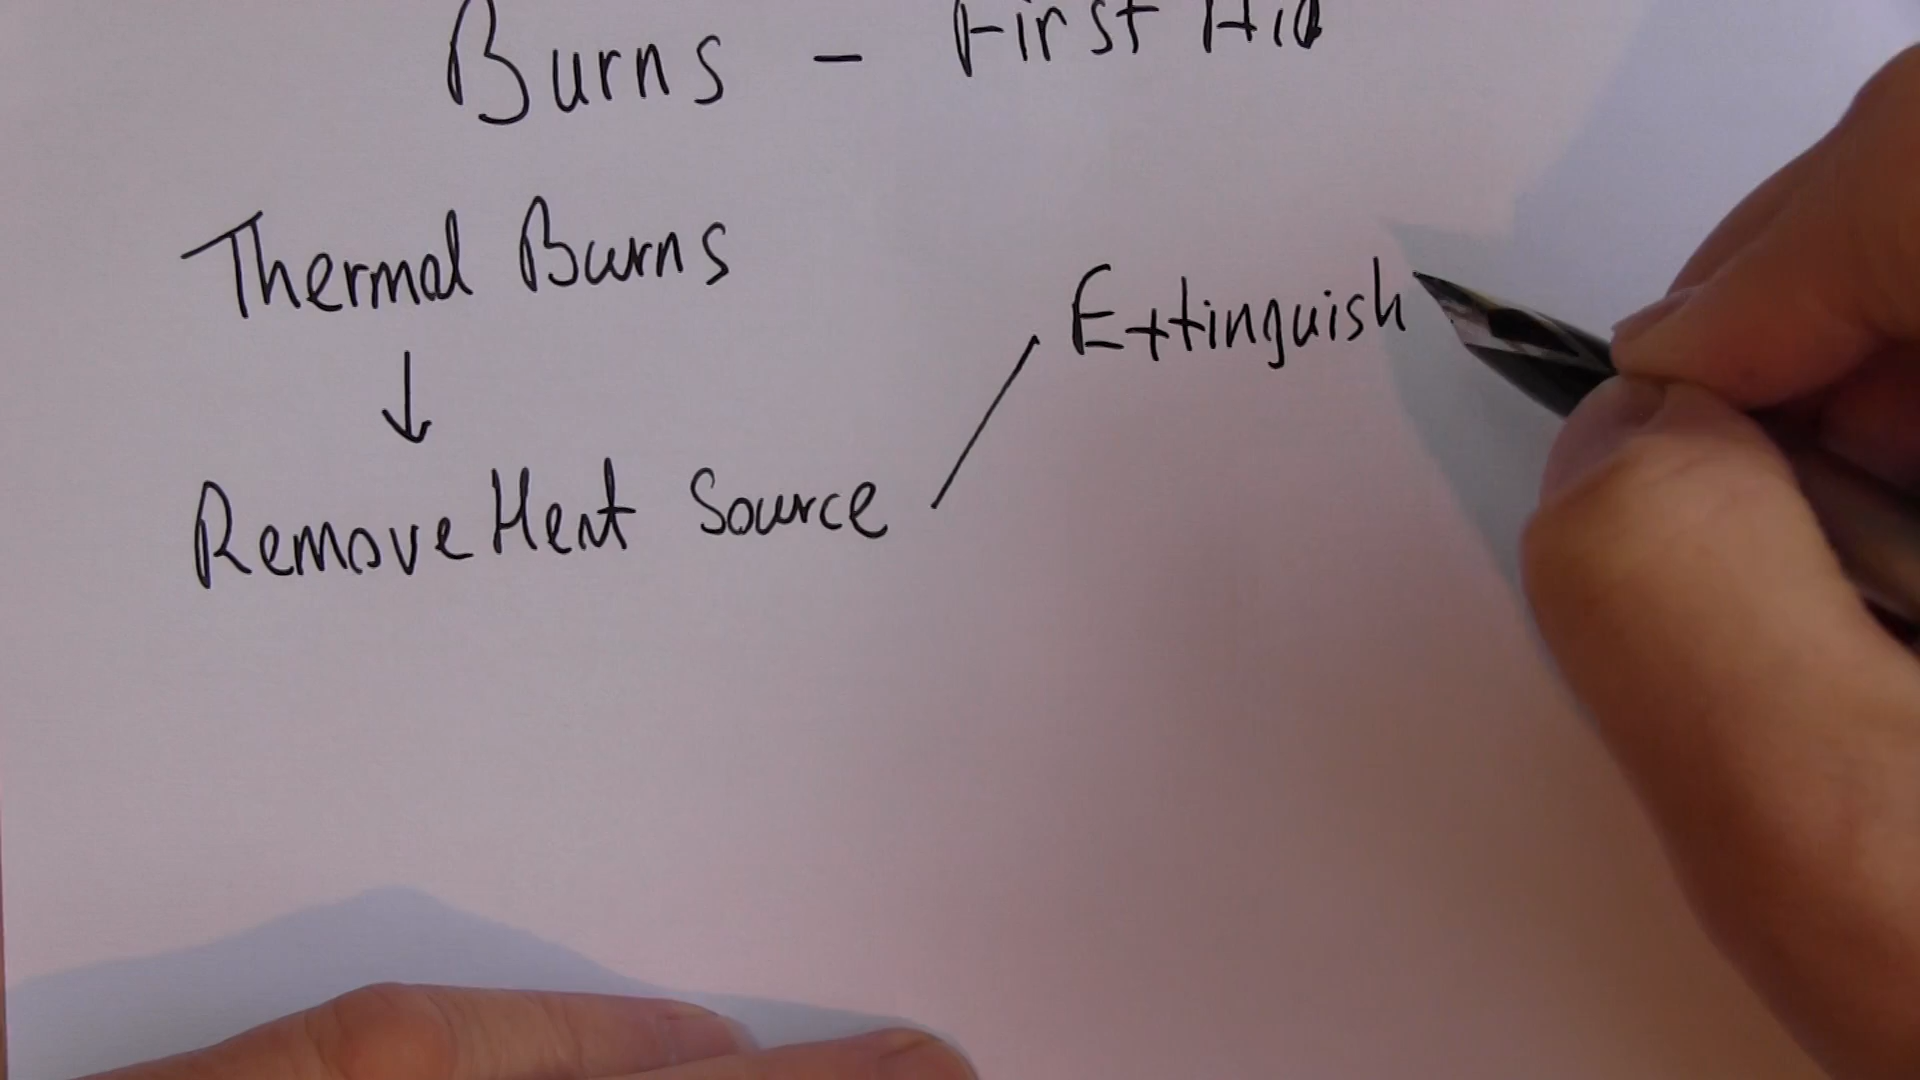 Burns - First Aid
Thermal Burns
↓
Extinguish
Remove Heat Source